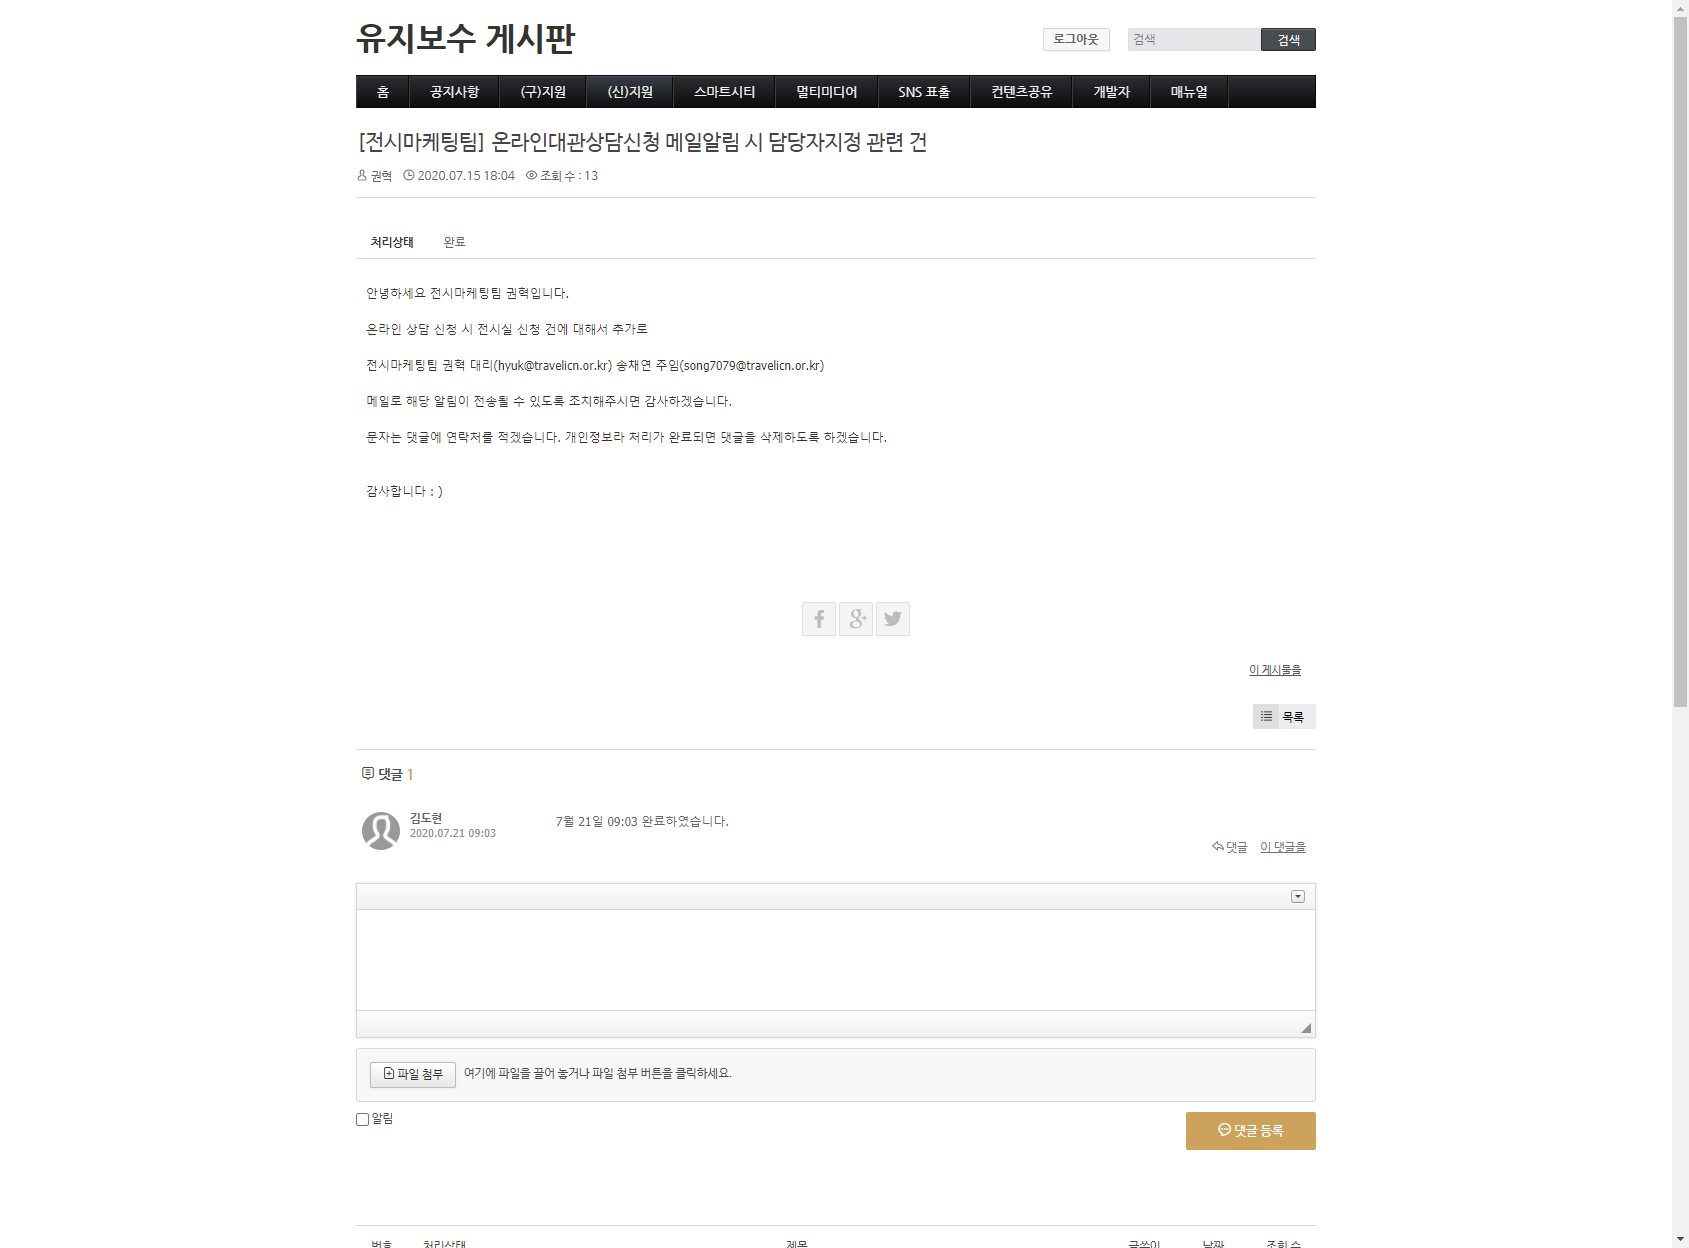 유지보수 게시판
로그아웃 검색 검색
홈 공지사항 (구)지원 (신)지원 스마트시티 멀티미디어 SNS 표출 컨텐츠공유 개발자 매뉴얼
[전시마케팅팀] 온라인대관상담신청 메일알림 시 담당자지정 관련 건
권혁 2020.07.15 18:04 조회 수 : 13
처리상태 완료
안녕하세요 전시마케팅팀 권혁입니다.
온라인 상담 신청 시 전시실 신청 건에 대해서 추가로
전시마케팅팀 권혁 대리(hyuk@travelicn.or.kr) 송채연 주임(song7079@travelicn.or.kr)
메일로 해당 알림이 전송될 수 있도록 조치해주시면 감사하겠습니다.
문자는 댓글에 연락처를 적겠습니다. 개인정보라 처리가 완료되면 댓글을 삭제하도록 하겠습니다.
감사합니다 : )
이 게시물을
목록
댓글 1
김도현 7월 21일 09:03 완료하였습니다.
2020.07.21 09:03
댓글 이 댓글을
파일 첨부 여기에 파일을 끌어 놓거나 파일 첨부 버튼을 클릭하세요.
알림
댓글 등록
번호 처리상태 제목 글쓴이 날짜 조회 수